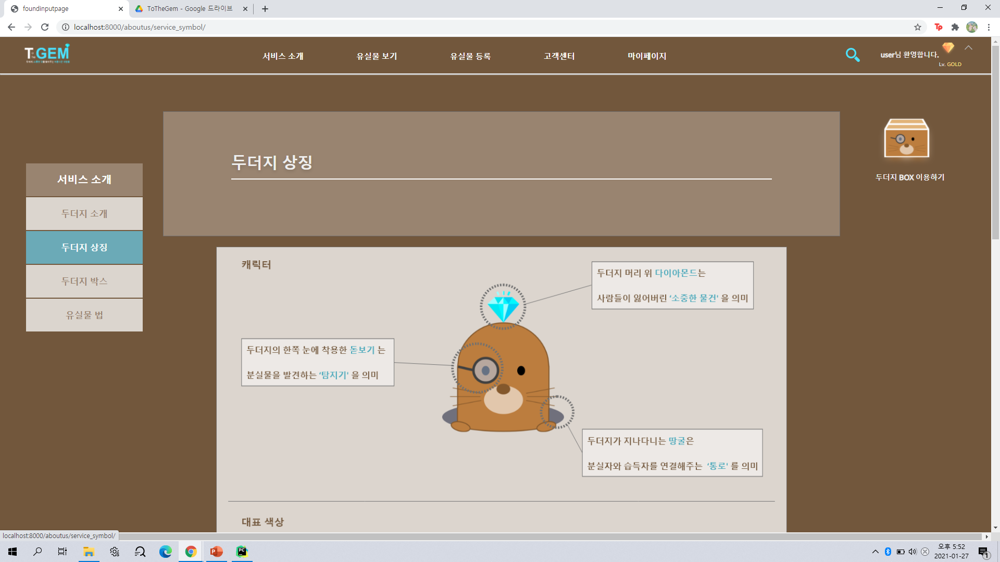 foundinputpage
ToTheGem - Google 드라이브
localhost:8000/aboutus/service_symbol/
Tp
T GEM
TO THE
서비스 소개
유실물 보기
유실물 등록
고객센터
마이페이지
user님 환영합니다.
Lv. GOLD
두더지 상징
두더지 BOX 이용하기
서비스 소개
두더지 소개
두더지 상징
두더지 박스
유실물 법
캐릭터
두더지 머리 위 다이아몬드는
사람들이 잃어버린 ‘소중한 물건' 을 의미
두더지의 한쪽 눈에 착용한 돋보기 는
분실물을 발견하는 ‘탐지기' 을 의미
두더지가 지나다니는 땅굴은
분실자와 습득자를 연결해주는 ‘통로' 를 의미
대표 색상
localhost:8000/aboutus/service_symbol/
P
PC
오후 5:52
2021-01-27
1